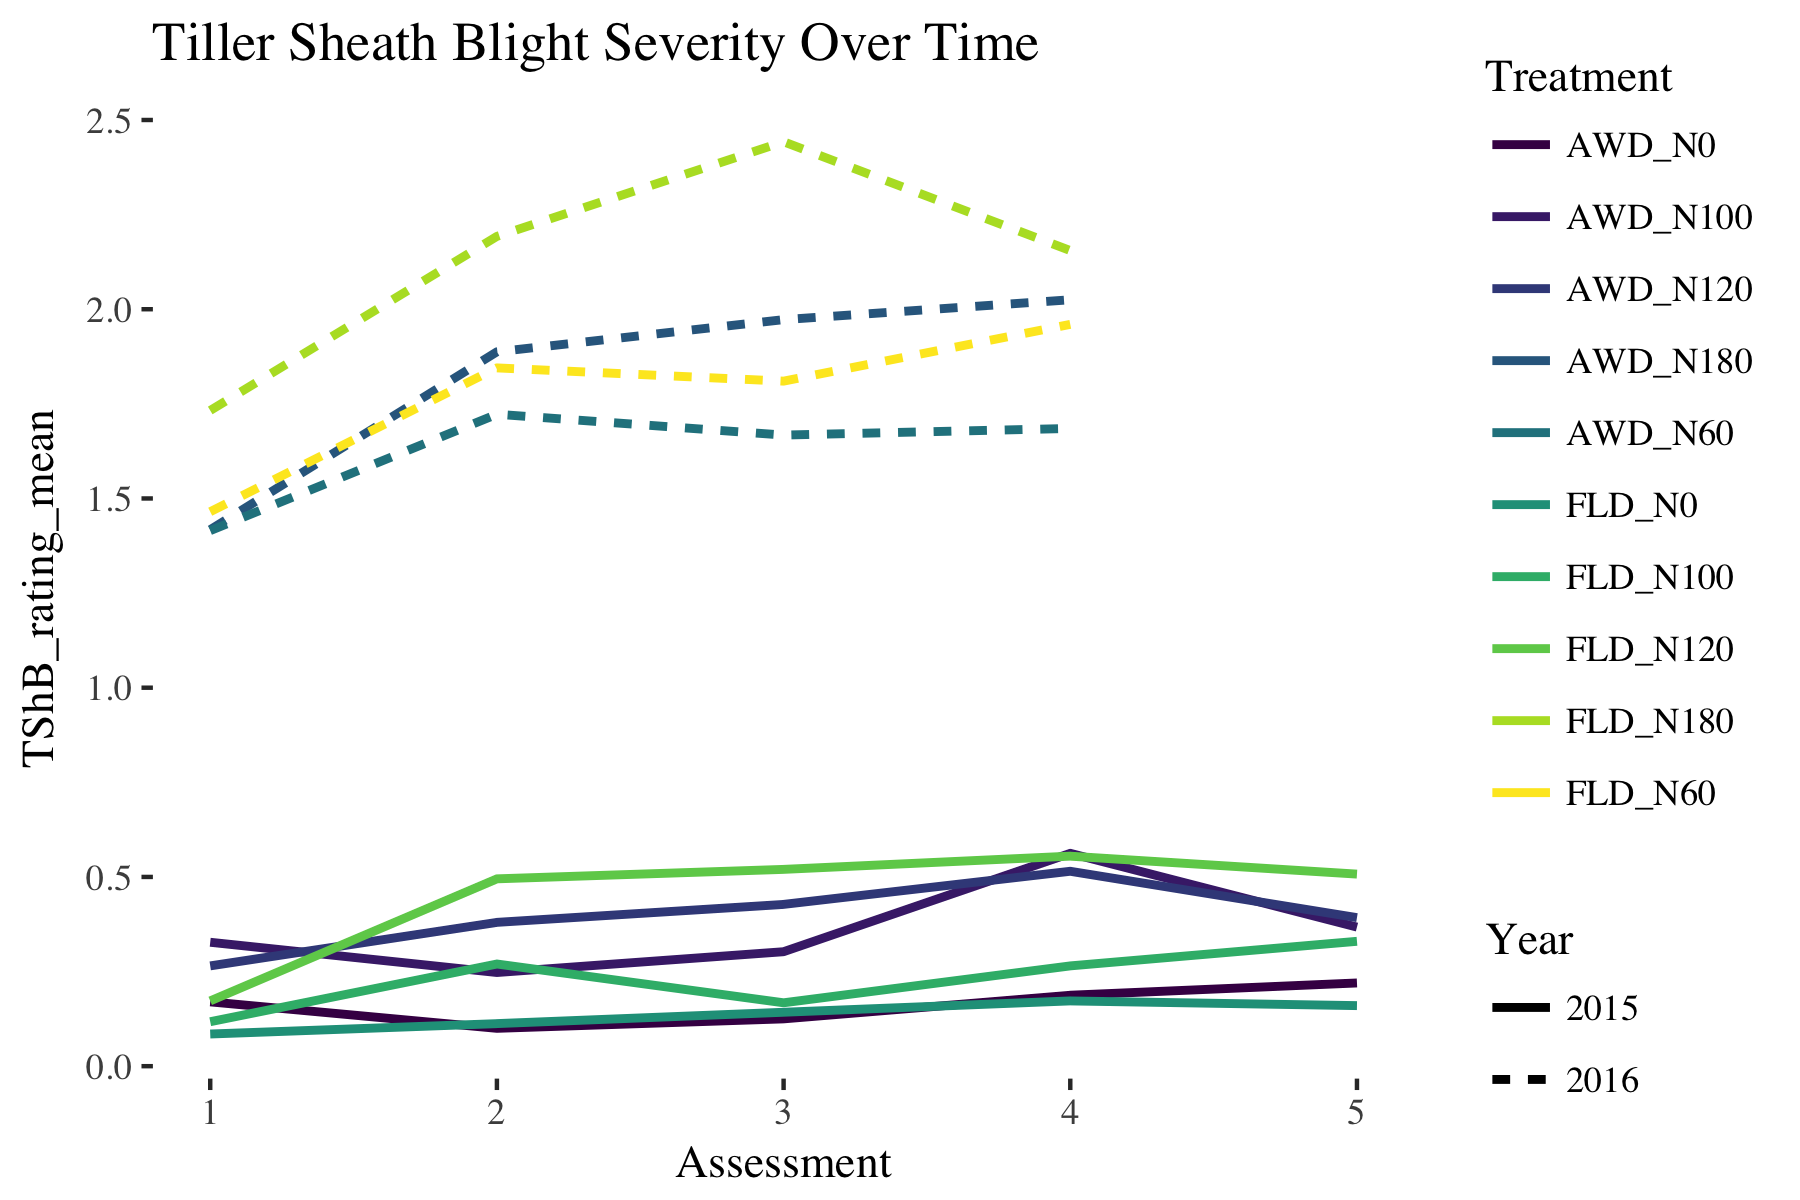 Tiller Sheath Blight Severity Over Time
TShB_rating_mean
2.5
2.0
1.5
1.0
0.5
0.0
1 2 3 4 5
Assessment
Treatment
AWD_N0
AWD_N100
AWD_N120
AWD_N180
AWD_N60
FLD_N0
FLD_N100
FLD_N120
FLD_N180
FLD_N60
Year
2015
2016